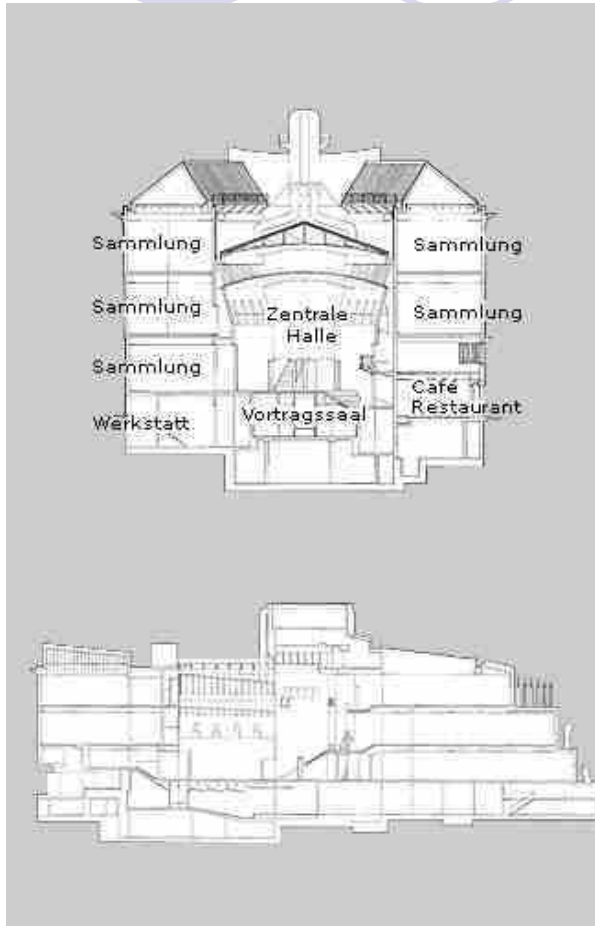 Sammlung Sammlung
Sammlung Sammlung
Zentrale
Halle
Sammlung
Café
Restaurant
Werkstatt
Vortragssaal